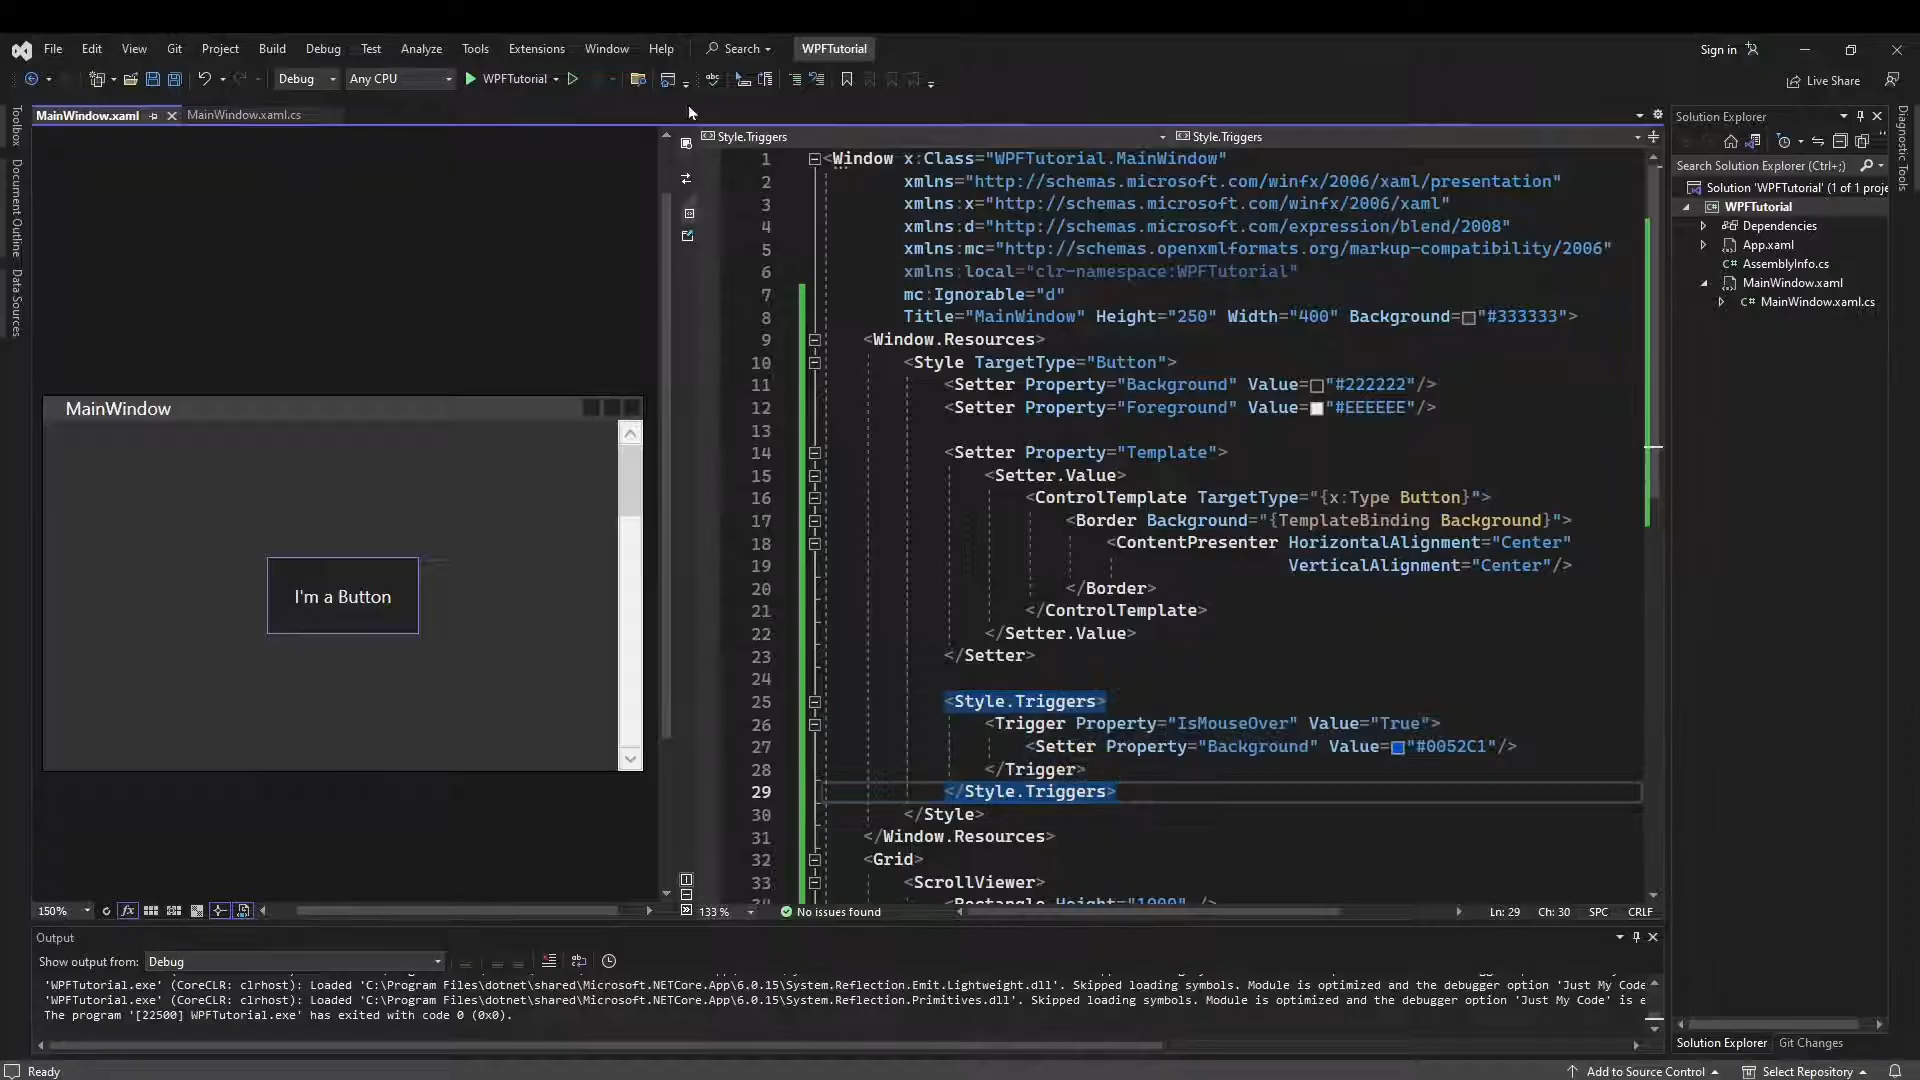 File Edit View Git Project Build Debug Test Analyze Tools Extensions Window Help Search WPFTutorial Sign in
Debug Any CPU WPFTutorial Live Share
MainWindow.xaml MainWindow.xaml.cs
Toolbox
Document Outline
Data Sources
Style.Triggers Style.Triggers
1 <Window x:Class="WPFTutorial.MainWindow"
2 xmlns="http://schemas.microsoft.com/winfx/2006/xaml/presentation"
3 xmlns:x="http://schemas.microsoft.com/winfx/2006/xaml"
4 xmlns:d="http://schemas.microsoft.com/expression/blend/2008"
5 xmlns:mc="http://schemas.openxmlformats.org/markup-compatibility/2006"
6 xmlns:local="clr-namespace:WPFTutorial"
7 mc:Ignorable="d"
8 Title="MainWindow" Height="250" Width="400" Background="#333333">
9 <Window.Resources>
10 <Style TargetType="Button">
11 <Setter Property="Background" Value="#222222"/>
12 <Setter Property="Foreground" Value="#EEEEEE"/>
13
14 <Setter Property="Template">
15 <Setter.Value>
16 <ControlTemplate TargetType="{x:Type Button}">
17 <Border Background="{TemplateBinding Background}">
18 <ContentPresenter HorizontalAlignment="Center"
19 VerticalAlignment="Center"/>
20 </Border>
21 </ControlTemplate>
22 </Setter.Value>
23 </Setter>
24
25 <Style.Triggers>
26 <Trigger Property="IsMouseOver" Value="True">
27 <Setter Property="Background" Value="#0052C1"/>
28 </Trigger>
29 </Style.Triggers>
30 </Style>
31 </Window.Resources>
32 <Grid>
33 <ScrollViewer>
<Rectangle Height="1000" />
MainWindow
I'm a Button
150% fx 133 % No issues found Ln: 29 Ch: 30 SPC CRLF
Solution Explorer
Search Solution Explorer (Ctrl+;)
Solution 'WPFTutorial' (1 of 1 proje
WPFTutorial
Dependencies
App.xaml
C# AssemblyInfo.cs
MainWindow.xaml
C# MainWindow.xaml.cs
Diagnostic Tools
Output
Show output from: Debug
'WPFTutorial.exe' (CoreCLR: clrhost): Loaded 'C:\Program Files\dotnet\shared\Microsoft.NETCore.App\6.0.15\System.Reflection.Emit.Lightweight.dll'. Skipped loading symbols. Module is optimized and the debugger option 'Just My Code
'WPFTutorial.exe' (CoreCLR: clrhost): Loaded 'C:\Program Files\dotnet\shared\Microsoft.NETCore.App\6.0.15\System.Reflection.Primitives.dll'. Skipped loading symbols. Module is optimized and the debugger option 'Just My Code' is e
The program '[22500] WPFTutorial.exe' has exited with code 0 (0x0).
Solution Explorer Git Changes
Ready Add to Source Control Select Repository